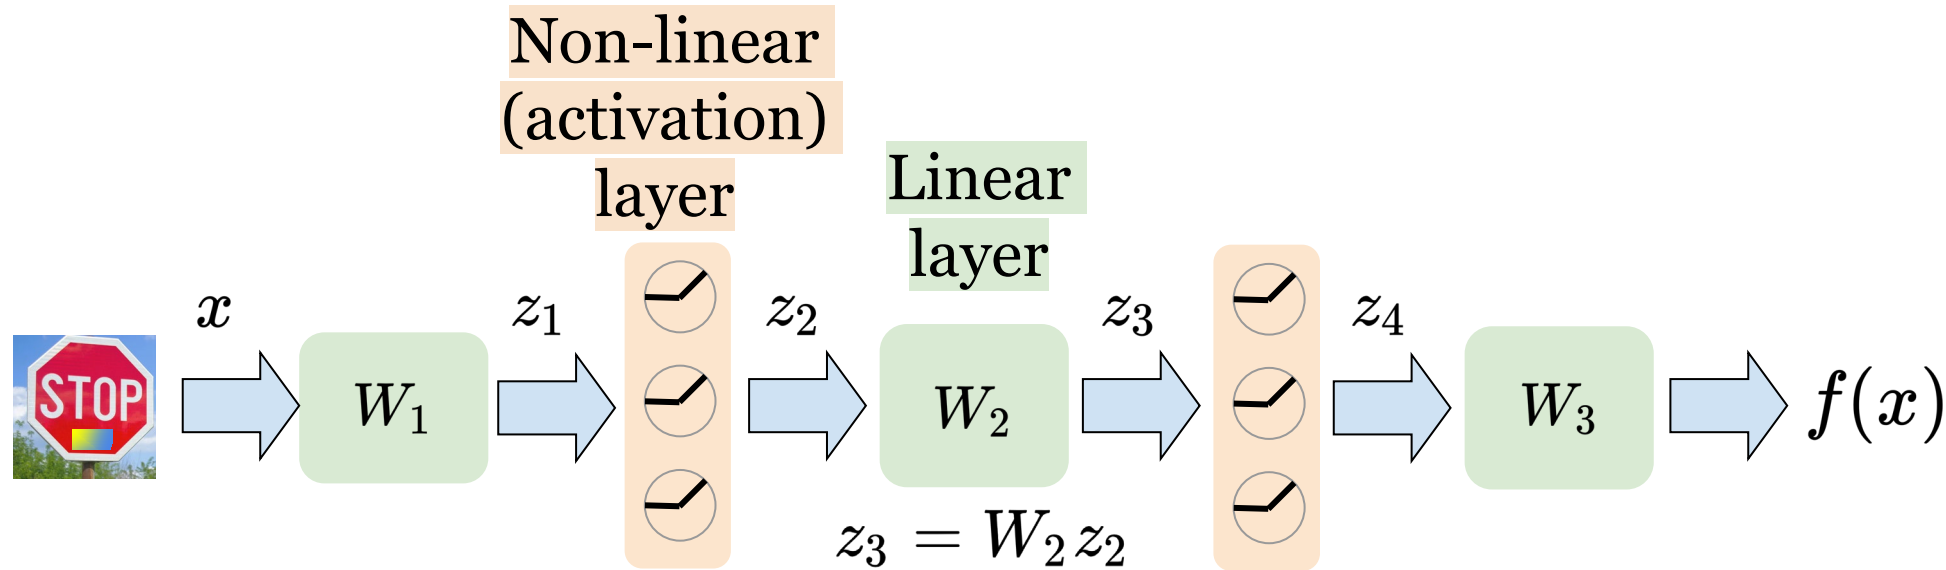 Non-linear
(activation)
layer
Linear
layer
x
z₁
z₂
z₃
z₄
STOP
W₁
W₂
W₃
f(x)
z₃ = W₂z₂